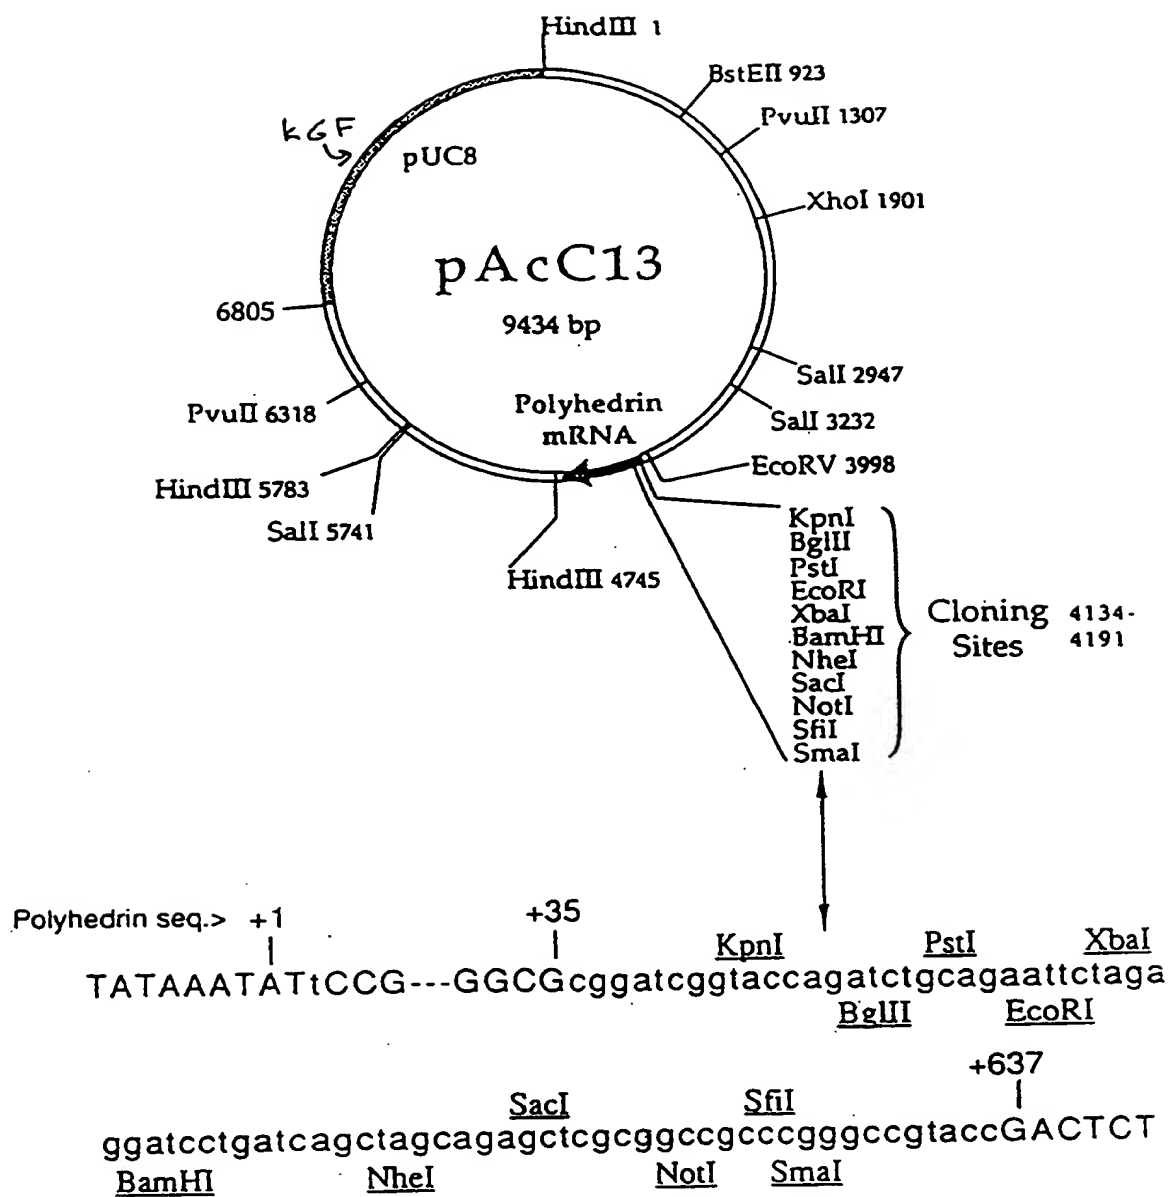 HindIII 1
BstEII 923
PvuII 1307
KGF
pUC8
XhoI 1901
pAcC13
9434 bp
6805
SalI 2947
PvuII 6318
Polyhedrin
mRNA
SalI 3232
EcoRV 3998
HindIII 5783
SalI 5741
HindIII 4745
KpnI
BglII
PstI
EcoRI
XbaI
BamHI
NheI
SacI
NotI
SfiI
SmaI
Cloning
Sites
4134-
4191
Polyhedrin seq.> +1
+35
KpnI PstI XbaI
TATAAATATtCCG---GGCGcggatcggtaccagatctgcagaattctaga
BglII EcoRI
+637
SacI SfiI
ggatcctgatcagctagcagagctcgcggccgcccgggccgtaccGACTCT
BamHI NheI NotI SmaI